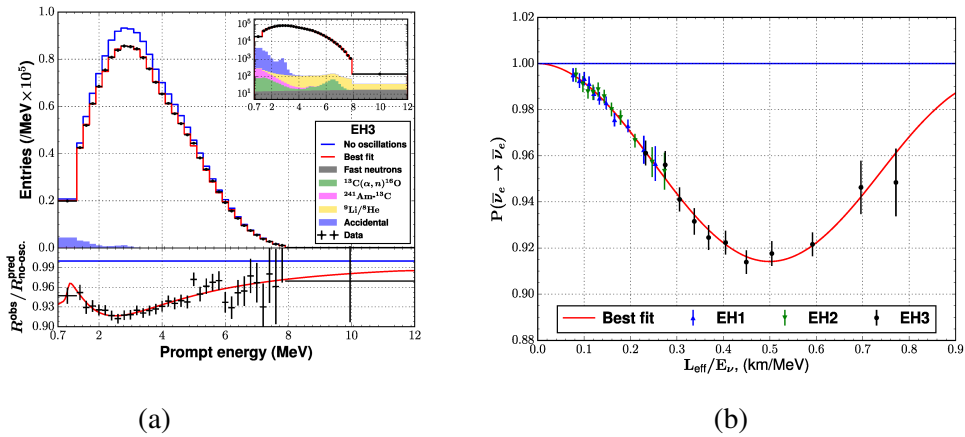 Entries (/MeV×10⁵)
1.0
0.8
0.6
0.4
0.2
0.0
10⁵
10⁴
10³
10²
10¹
0.7 2 4 6 8 10 12
EH3
No oscillations
Best fit
Fast neutrons
¹³C(α, n)¹⁶O
²⁴¹Am-¹³C
⁹Li/⁸He
Accidental
Data
R^obs/R^pred_no-osc.
0.99
0.96
0.93
0.90
0.7 2 4 6 8 10 12
Prompt energy (MeV)
(a)
P(ν̄ₑ → ν̄ₑ)
1.02
1.00
0.98
0.96
0.94
0.92
0.90
0.88
Best fit EH1 EH2 EH3
0.0 0.1 0.2 0.3 0.4 0.5 0.6 0.7 0.8 0.9
L_eff/E_ν, (km/MeV)
(b)